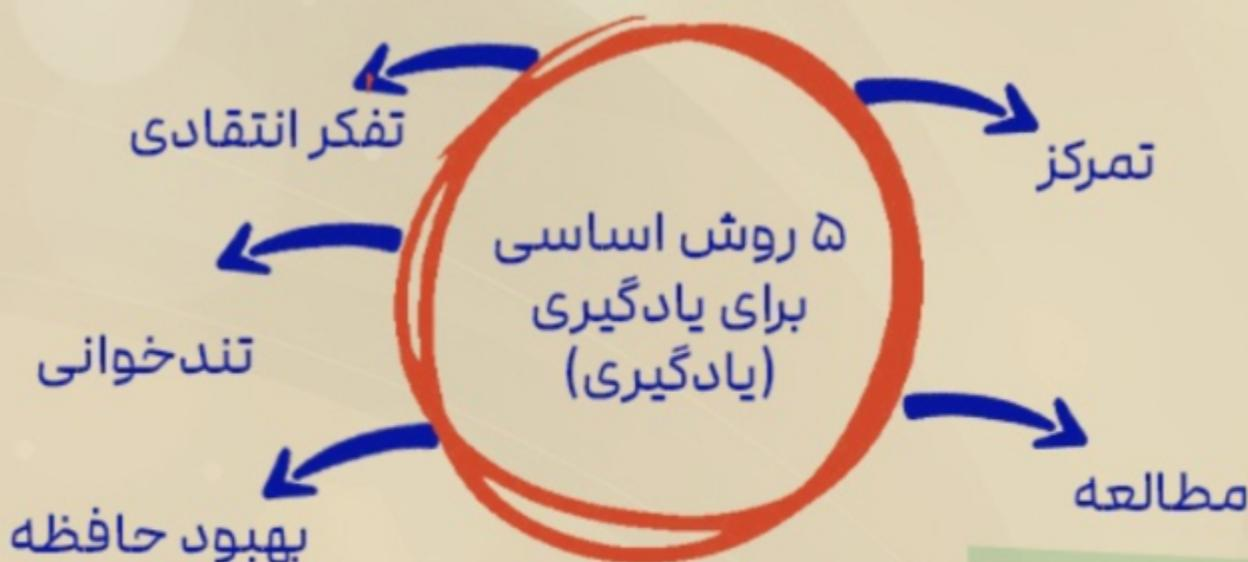 ۵ روش اساسی
برای یادگیری
(یادگیری)
تمرکز
مطالعه
تفکر انتقادی
تندخوانی
بهبود حافظه